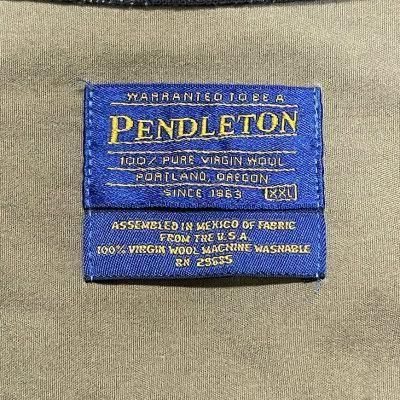 WARRANTED TO BE A
PENDLETON
100% PURE VIRGIN WOOL
PORTLAND, OREGON
SINCE 1863 XXL
ASSEMBLED IN MEXICO OF FABRIC
FROM THE U.S.A.
100% VIRGIN WOOL MACHINE WASHABLE
RN 29685